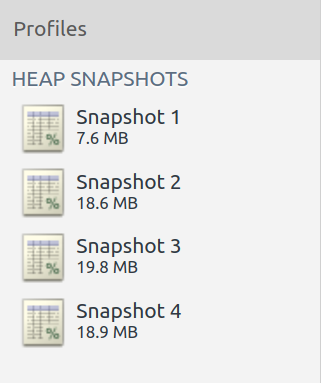 Profiles
HEAP SNAPSHOTS
Snapshot 1
7.6 MB
Snapshot 2
18.6 MB
Snapshot 3
19.8 MB
Snapshot 4
18.9 MB